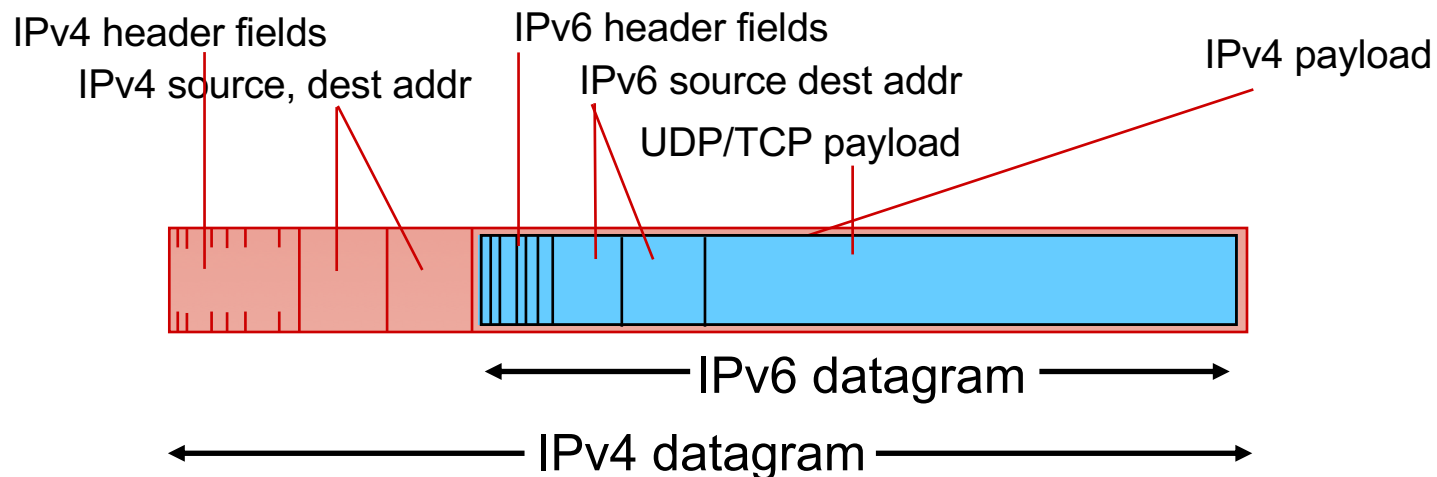 IPv4 header fields
IPv6 header fields
IPv4 payload
IPv4 source, dest addr
IPv6 source dest addr
UDP/TCP payload
IPv6 datagram
IPv4 datagram